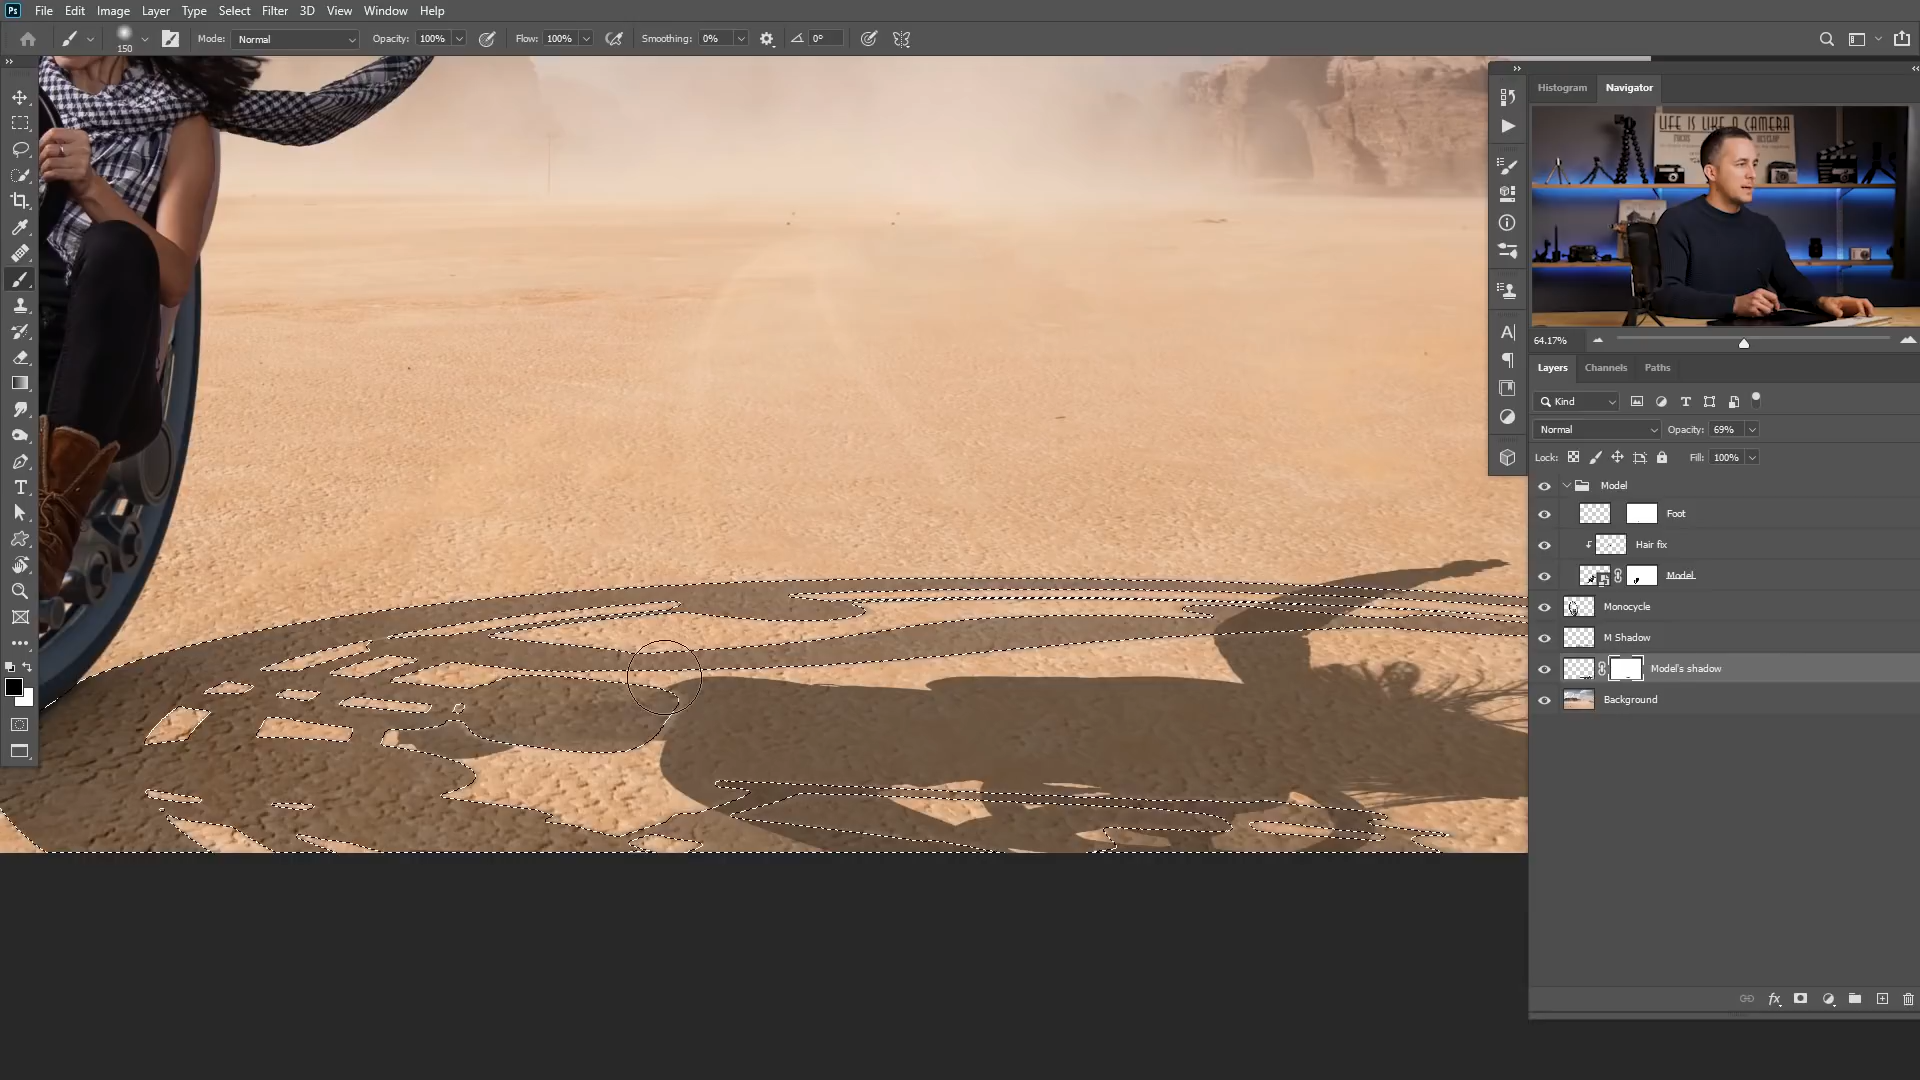 Ps File Edit Image Layer Type Select Filter 3D View Window Help
150 Mode: Normal Opacity: 100% Flow: 100% Smoothing: 0% 0°
Histogram Navigator
LIFE IS LIKE A CAMERA
64.17%
Layers Channels Paths
Kind
Normal Opacity: 69%
Lock: Fill: 100%
Model
Foot
Hair fix
Model
Monocycle
M Shadow
Model's shadow
Background
fx